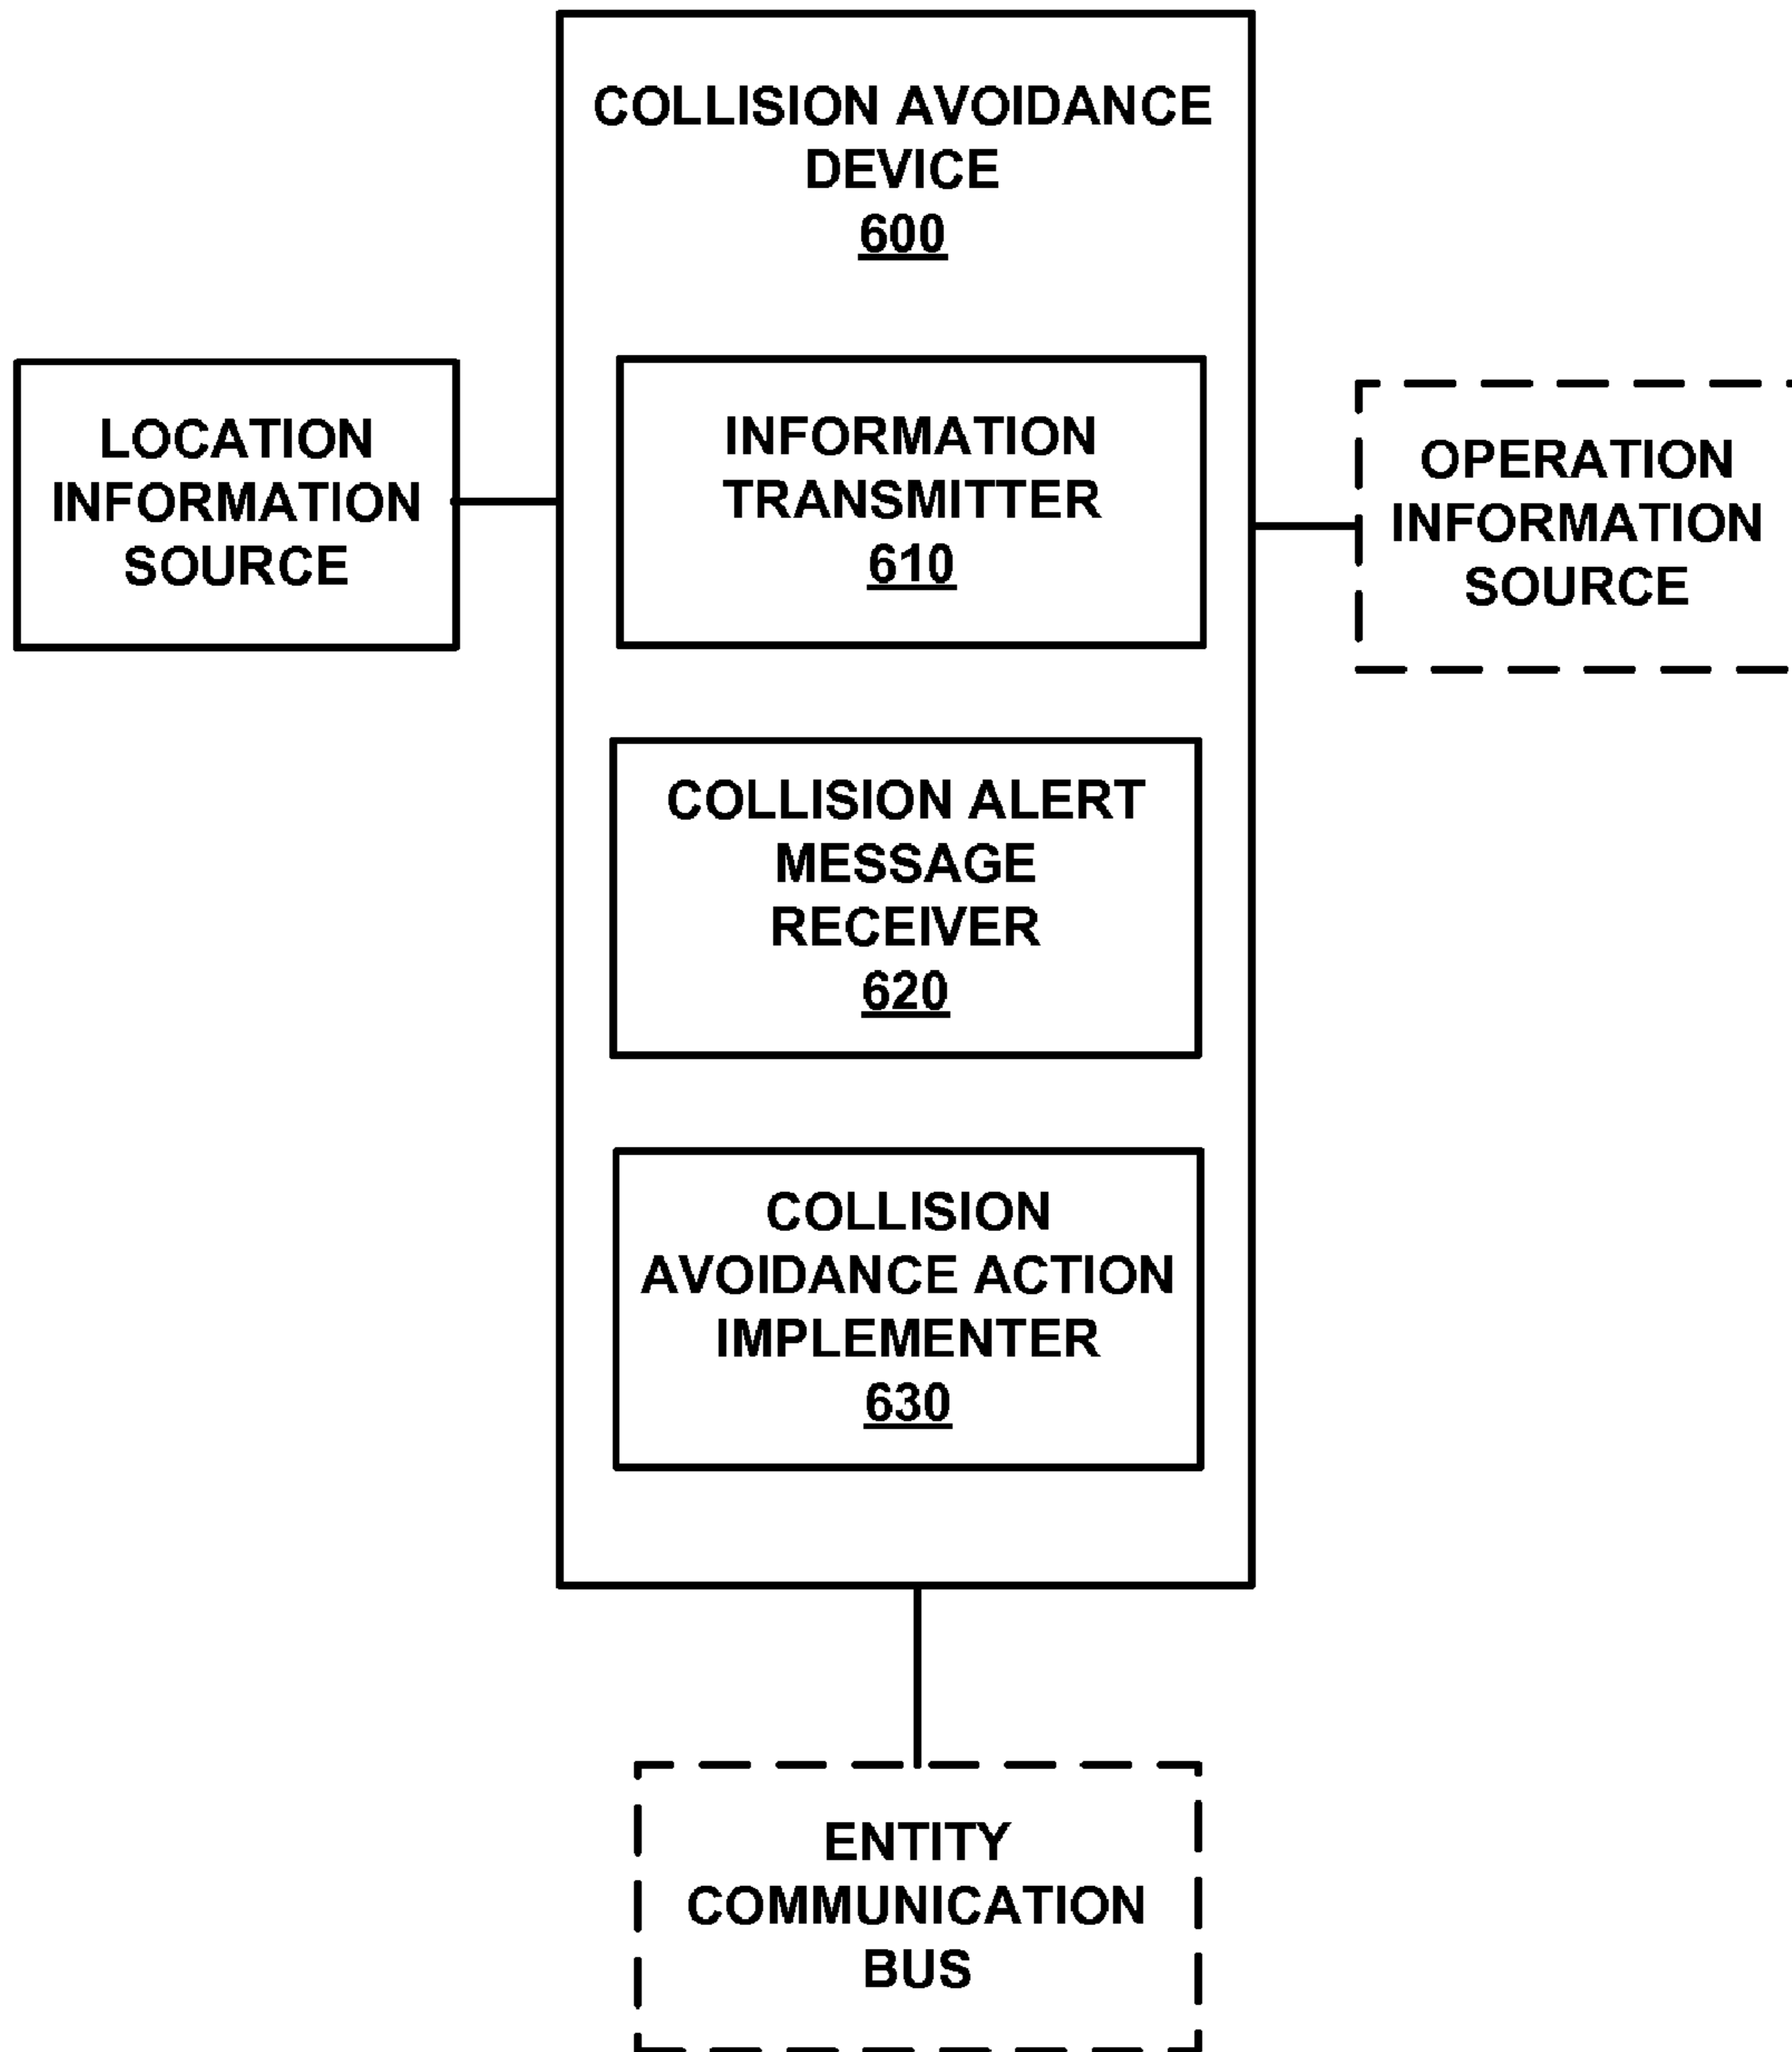 COLLISION AVOIDANCE
DEVICE
600
LOCATION
INFORMATION
SOURCE
INFORMATION
TRANSMITTER
610
OPERATION
INFORMATION
SOURCE
COLLISION ALERT
MESSAGE
RECEIVER
620
COLLISION
AVOIDANCE ACTION
IMPLEMENTER
630
ENTITY
COMMUNICATION
BUS